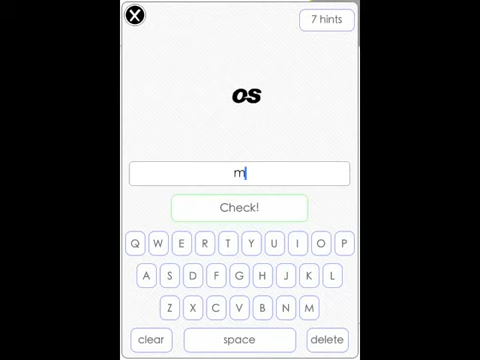 X
7 hints
os
m
Check!
Q W E R T Y U I O P
A S D F G H J K L
Z X C V B N M
clear space delete